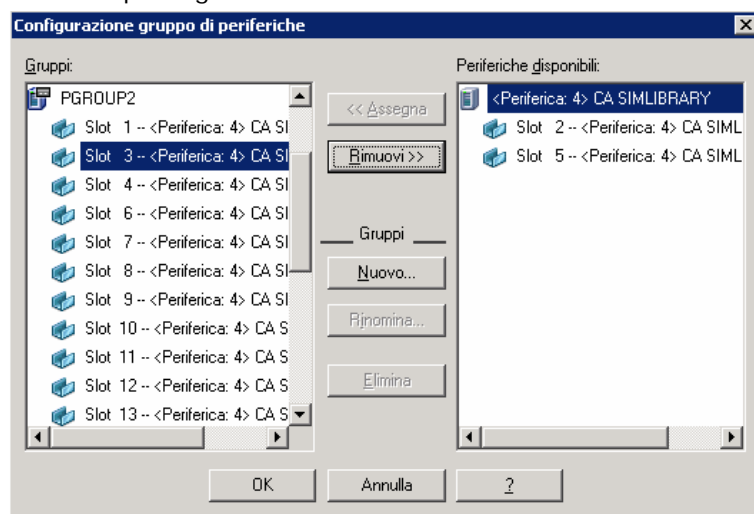 Configurazione gruppo di periferiche
Gruppi:
PGROUP2
Slot 1 -- <Periferica: 4> CA SI
Slot 3 -- <Periferica: 4> CA SI
Slot 4 -- <Periferica: 4> CA SI
Slot 6 -- <Periferica: 4> CA SI
Slot 7 -- <Periferica: 4> CA SI
Slot 8 -- <Periferica: 4> CA SI
Slot 9 -- <Periferica: 4> CA SI
Slot 10 -- <Periferica: 4> CA S
Slot 11 -- <Periferica: 4> CA S
Slot 12 -- <Periferica: 4> CA S
Slot 13 -- <Periferica: 4> CA S
<< Assegna
Rimuovi >>
Gruppi
Nuovo...
Rinomina...
Elimina
Periferiche disponibili:
<Periferica: 4> CA SIMLIBRARY
Slot 2 -- <Periferica: 4> CA SIML
Slot 5 -- <Periferica: 4> CA SIML
OK
Annulla
?